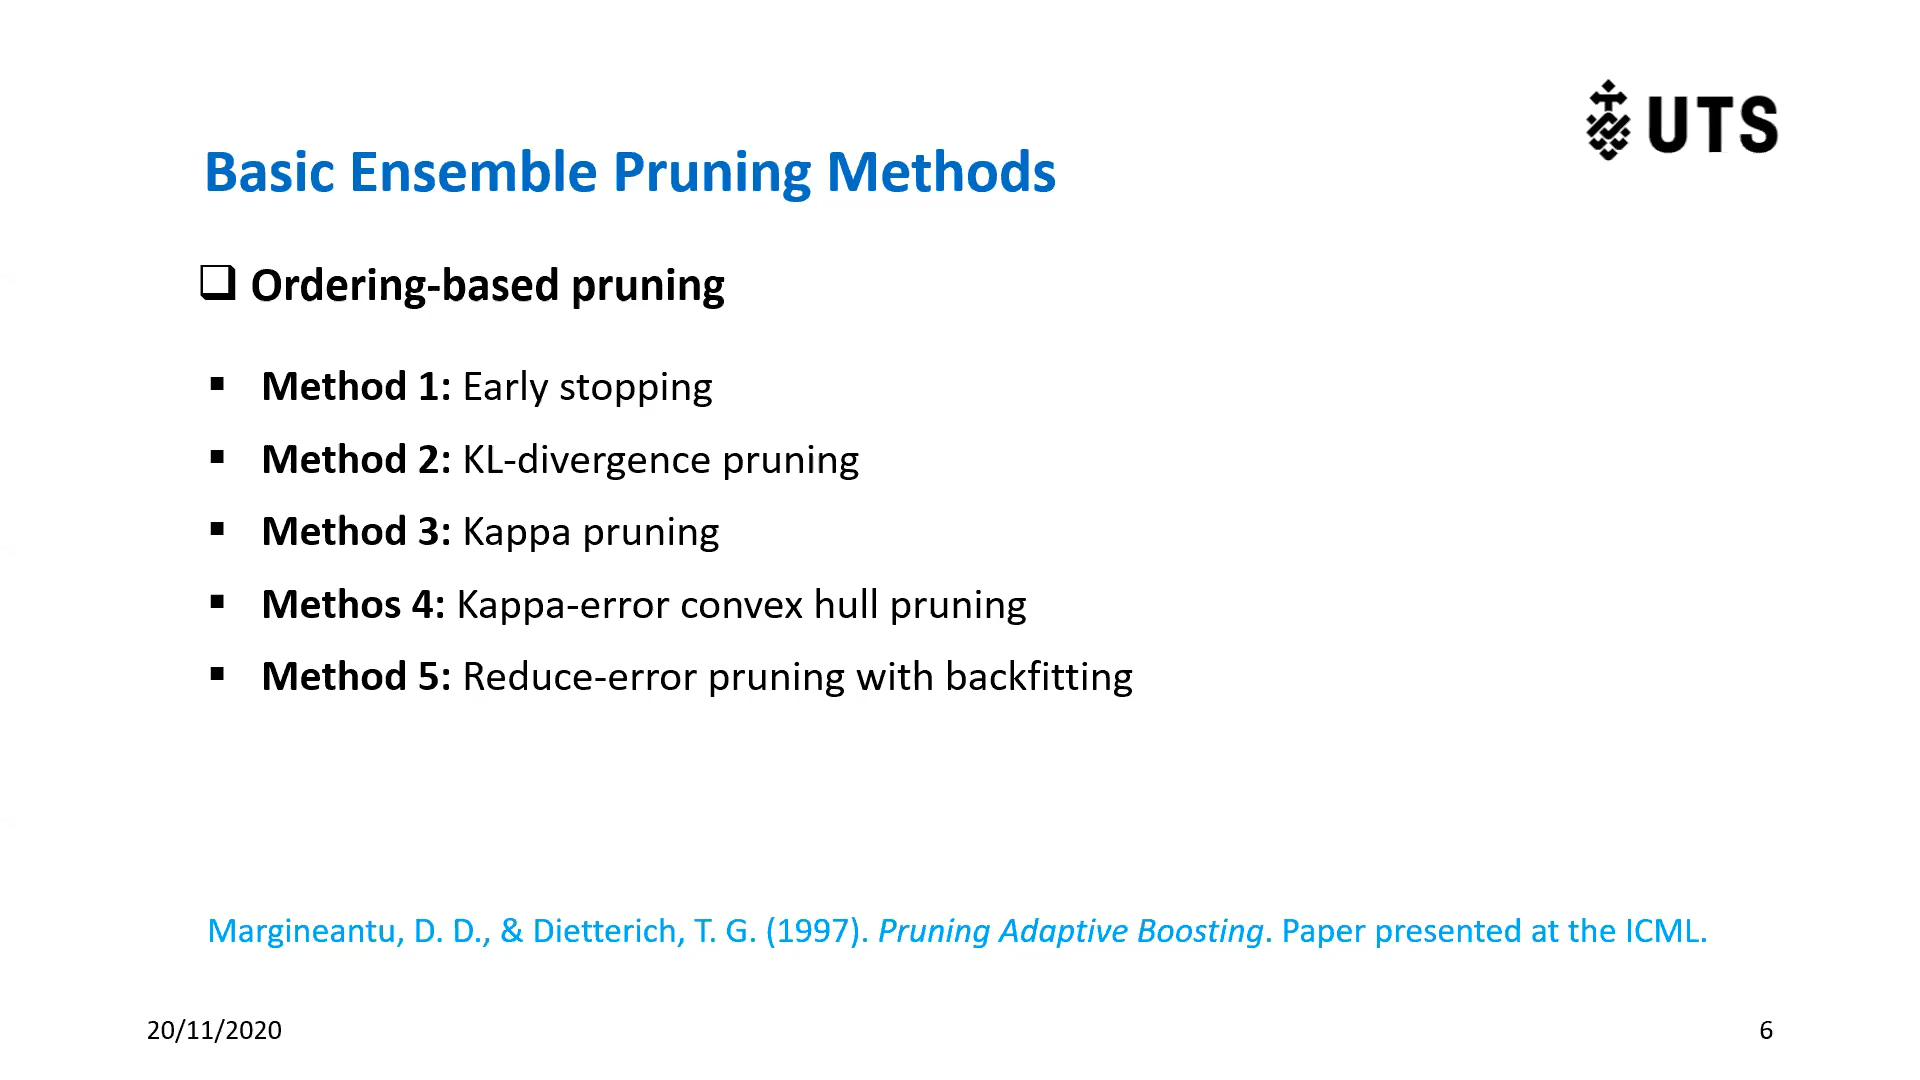 UTS
Basic Ensemble Pruning Methods
Ordering-based pruning
Method 1: Early stopping
Method 2: KL-divergence pruning
Method 3: Kappa pruning
Methos 4: Kappa-error convex hull pruning
Method 5: Reduce-error pruning with backfitting
Margineantu, D. D., & Dietterich, T. G. (1997). Pruning Adaptive Boosting. Paper presented at the ICML.
20/11/2020
6